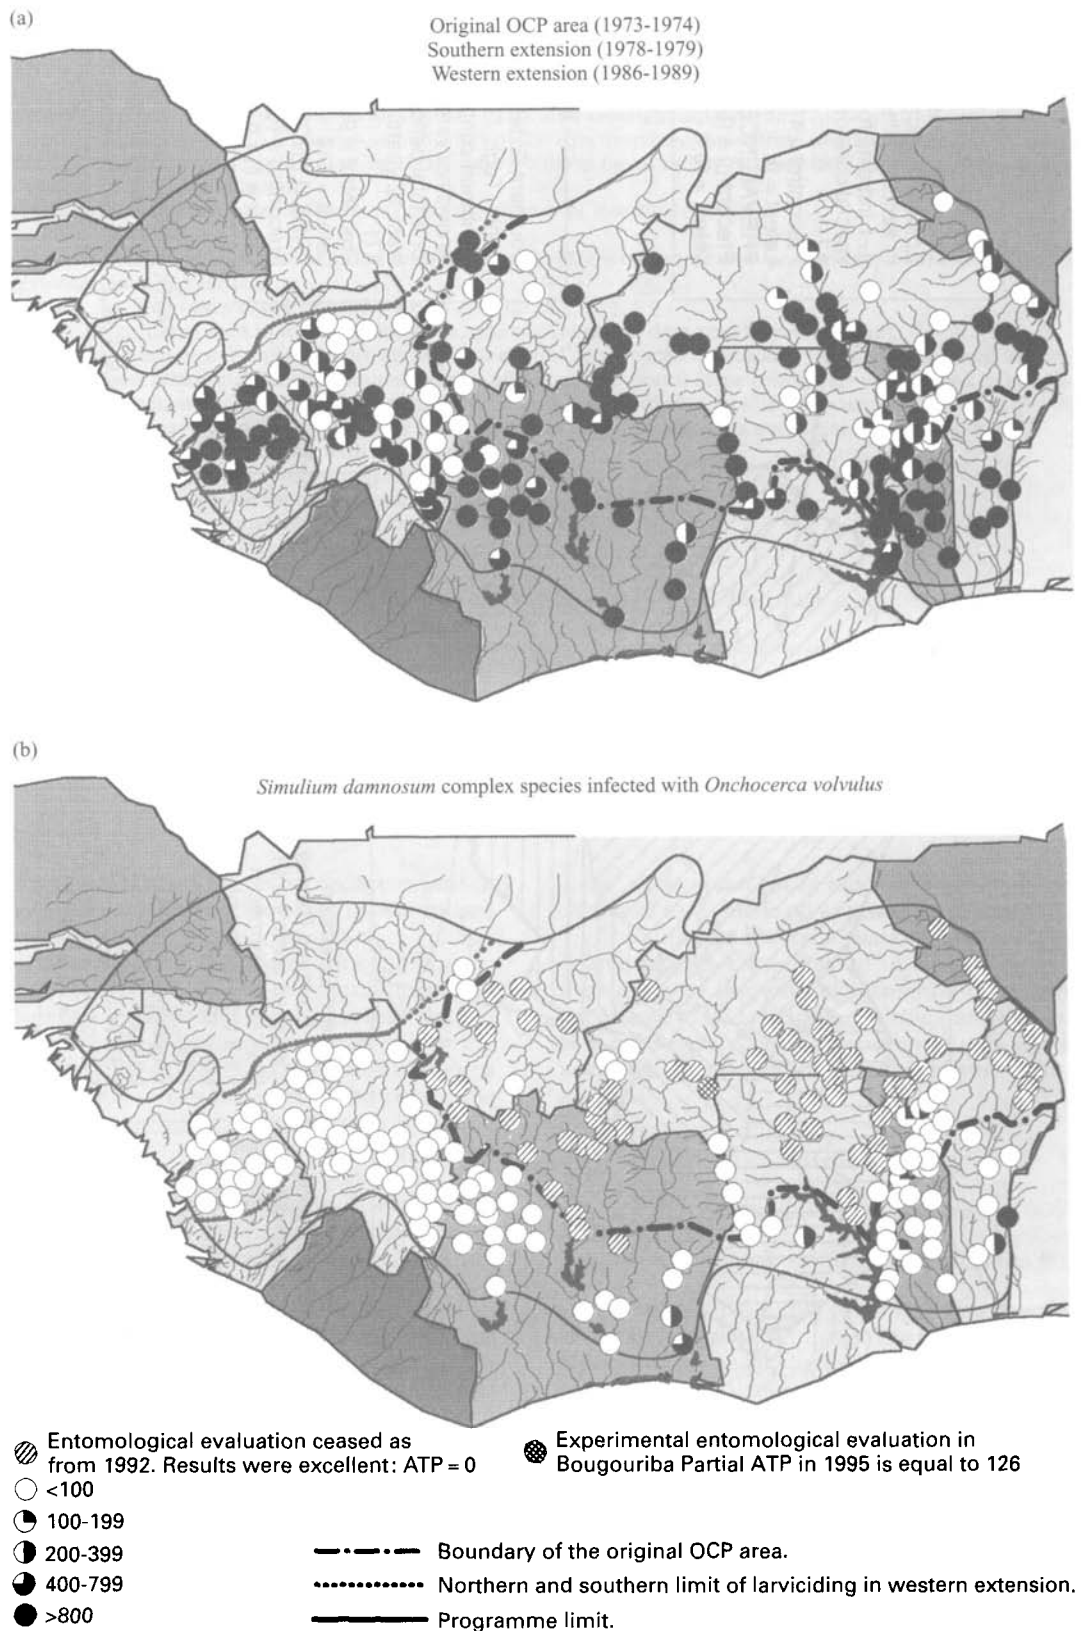 (a)
Original OCP area (1973-1974)
Southern extension (1978-1979)
Western extension (1986-1989)
(b)
Simulium damnosum complex species infected with Onchocerca volvulus
Entomological evaluation ceased as
from 1992. Results were excellent: ATP = 0
<100
100-199
200-399
400-799
>800
Experimental entomological evaluation in
Bougouriba Partial ATP in 1995 is equal to 126
Boundary of the original OCP area.
Northern and southern limit of larviciding in western extension.
Programme limit.